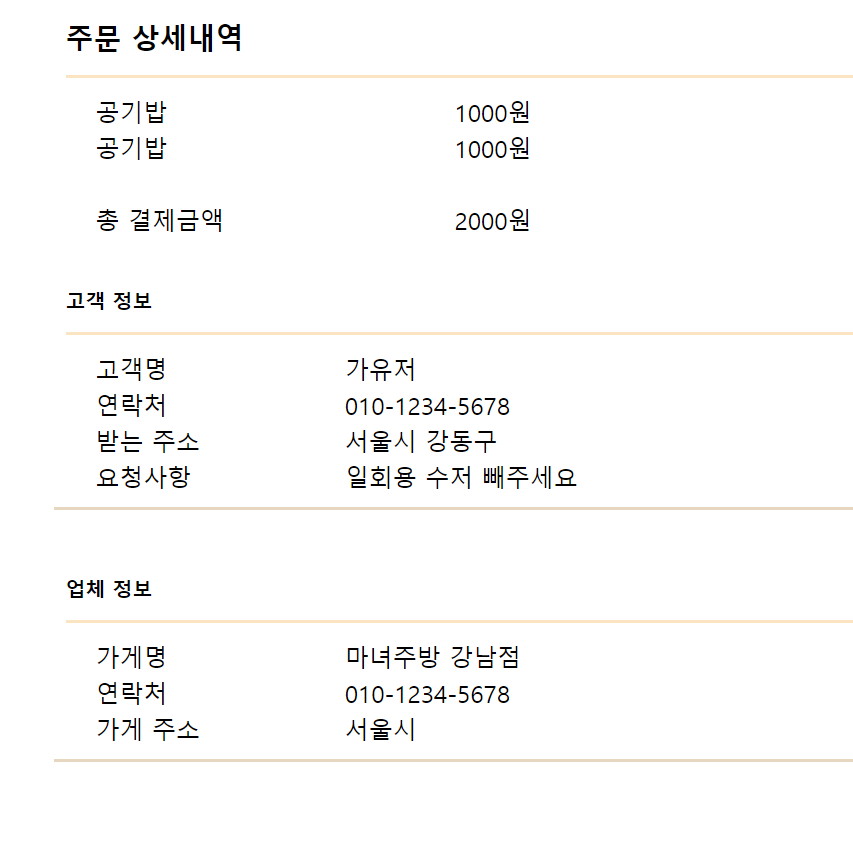 주문 상세내역
공기밥 1000원
공기밥 1000원
총 결제금액 2000원
고객 정보
고객명 가유저
연락처 010-1234-5678
받는 주소 서울시 강동구
요청사항 일회용 수저 빼주세요
업체 정보
가게명 마녀주방 강남점
연락처 010-1234-5678
가게 주소 서울시